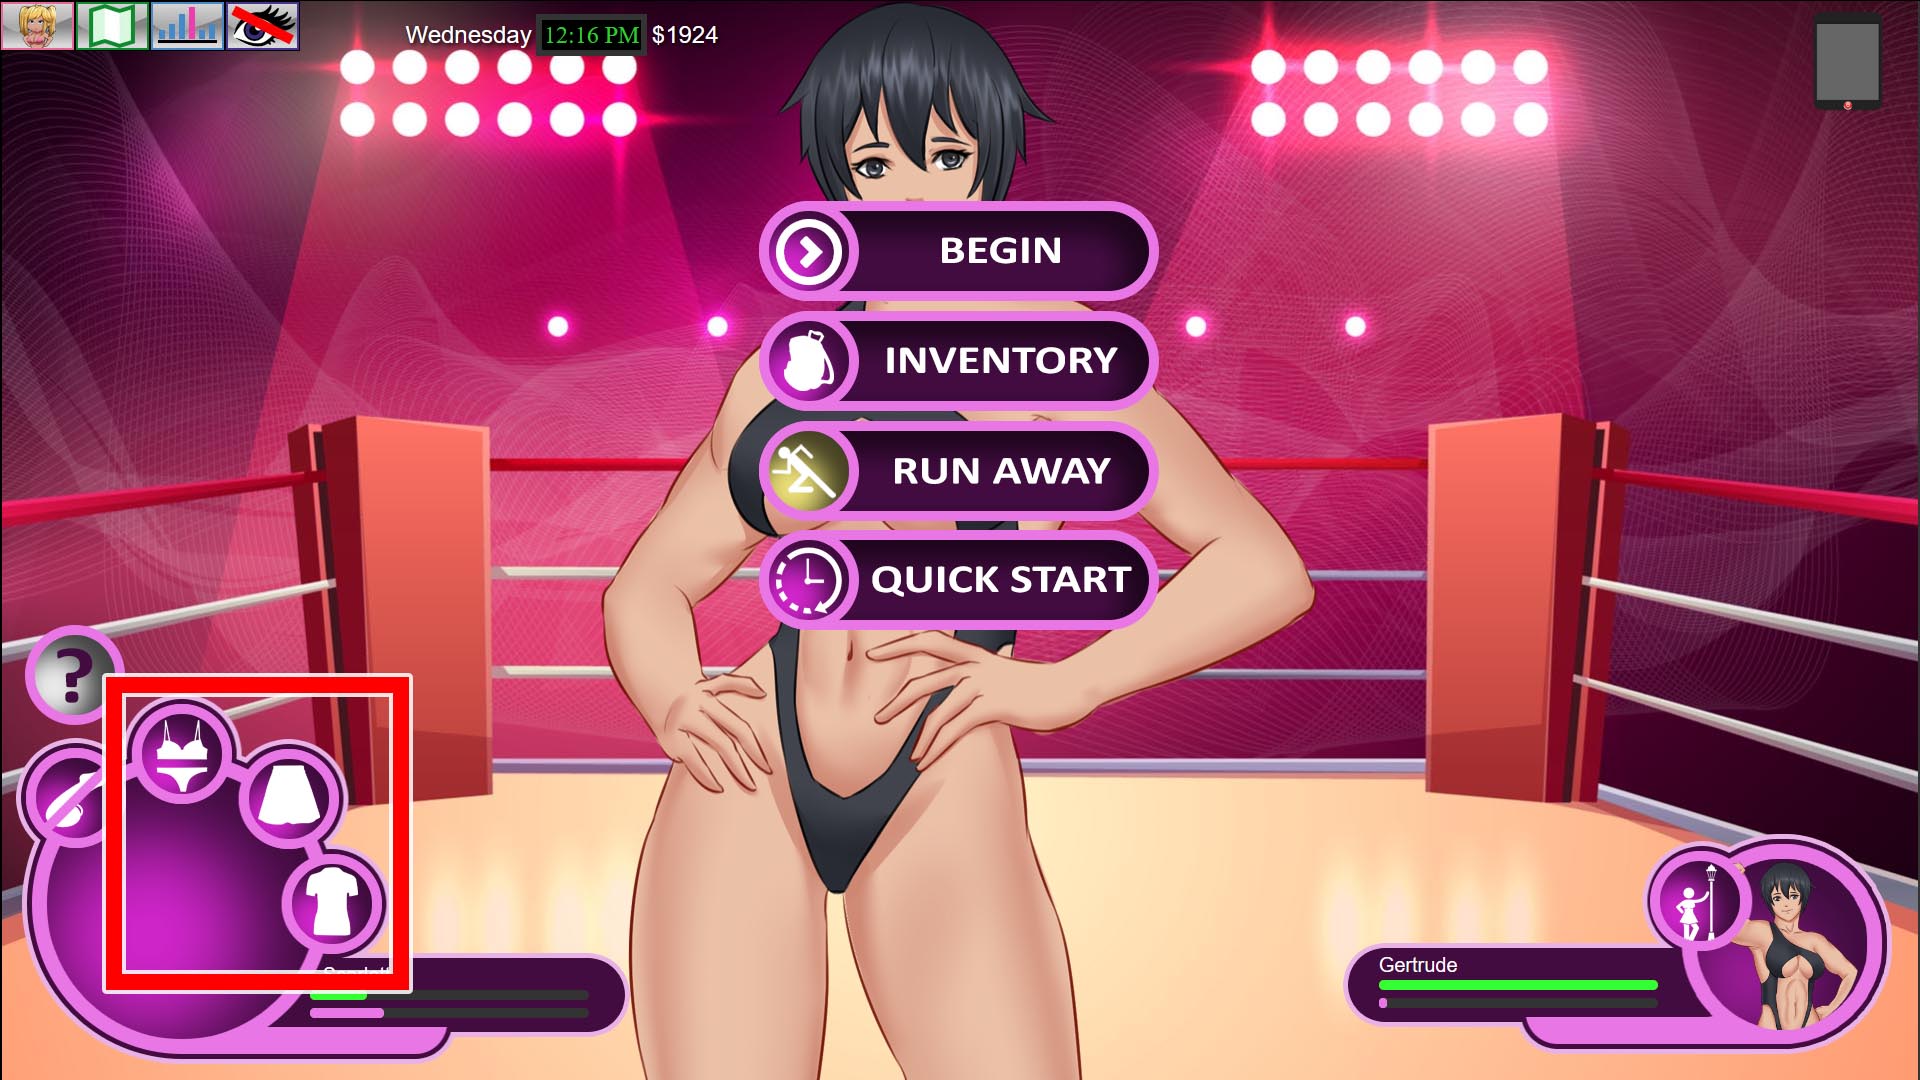 Wednesday 12:16 PM $1924
BEGIN
INVENTORY
RUN AWAY
QUICK START
?
Gertrude